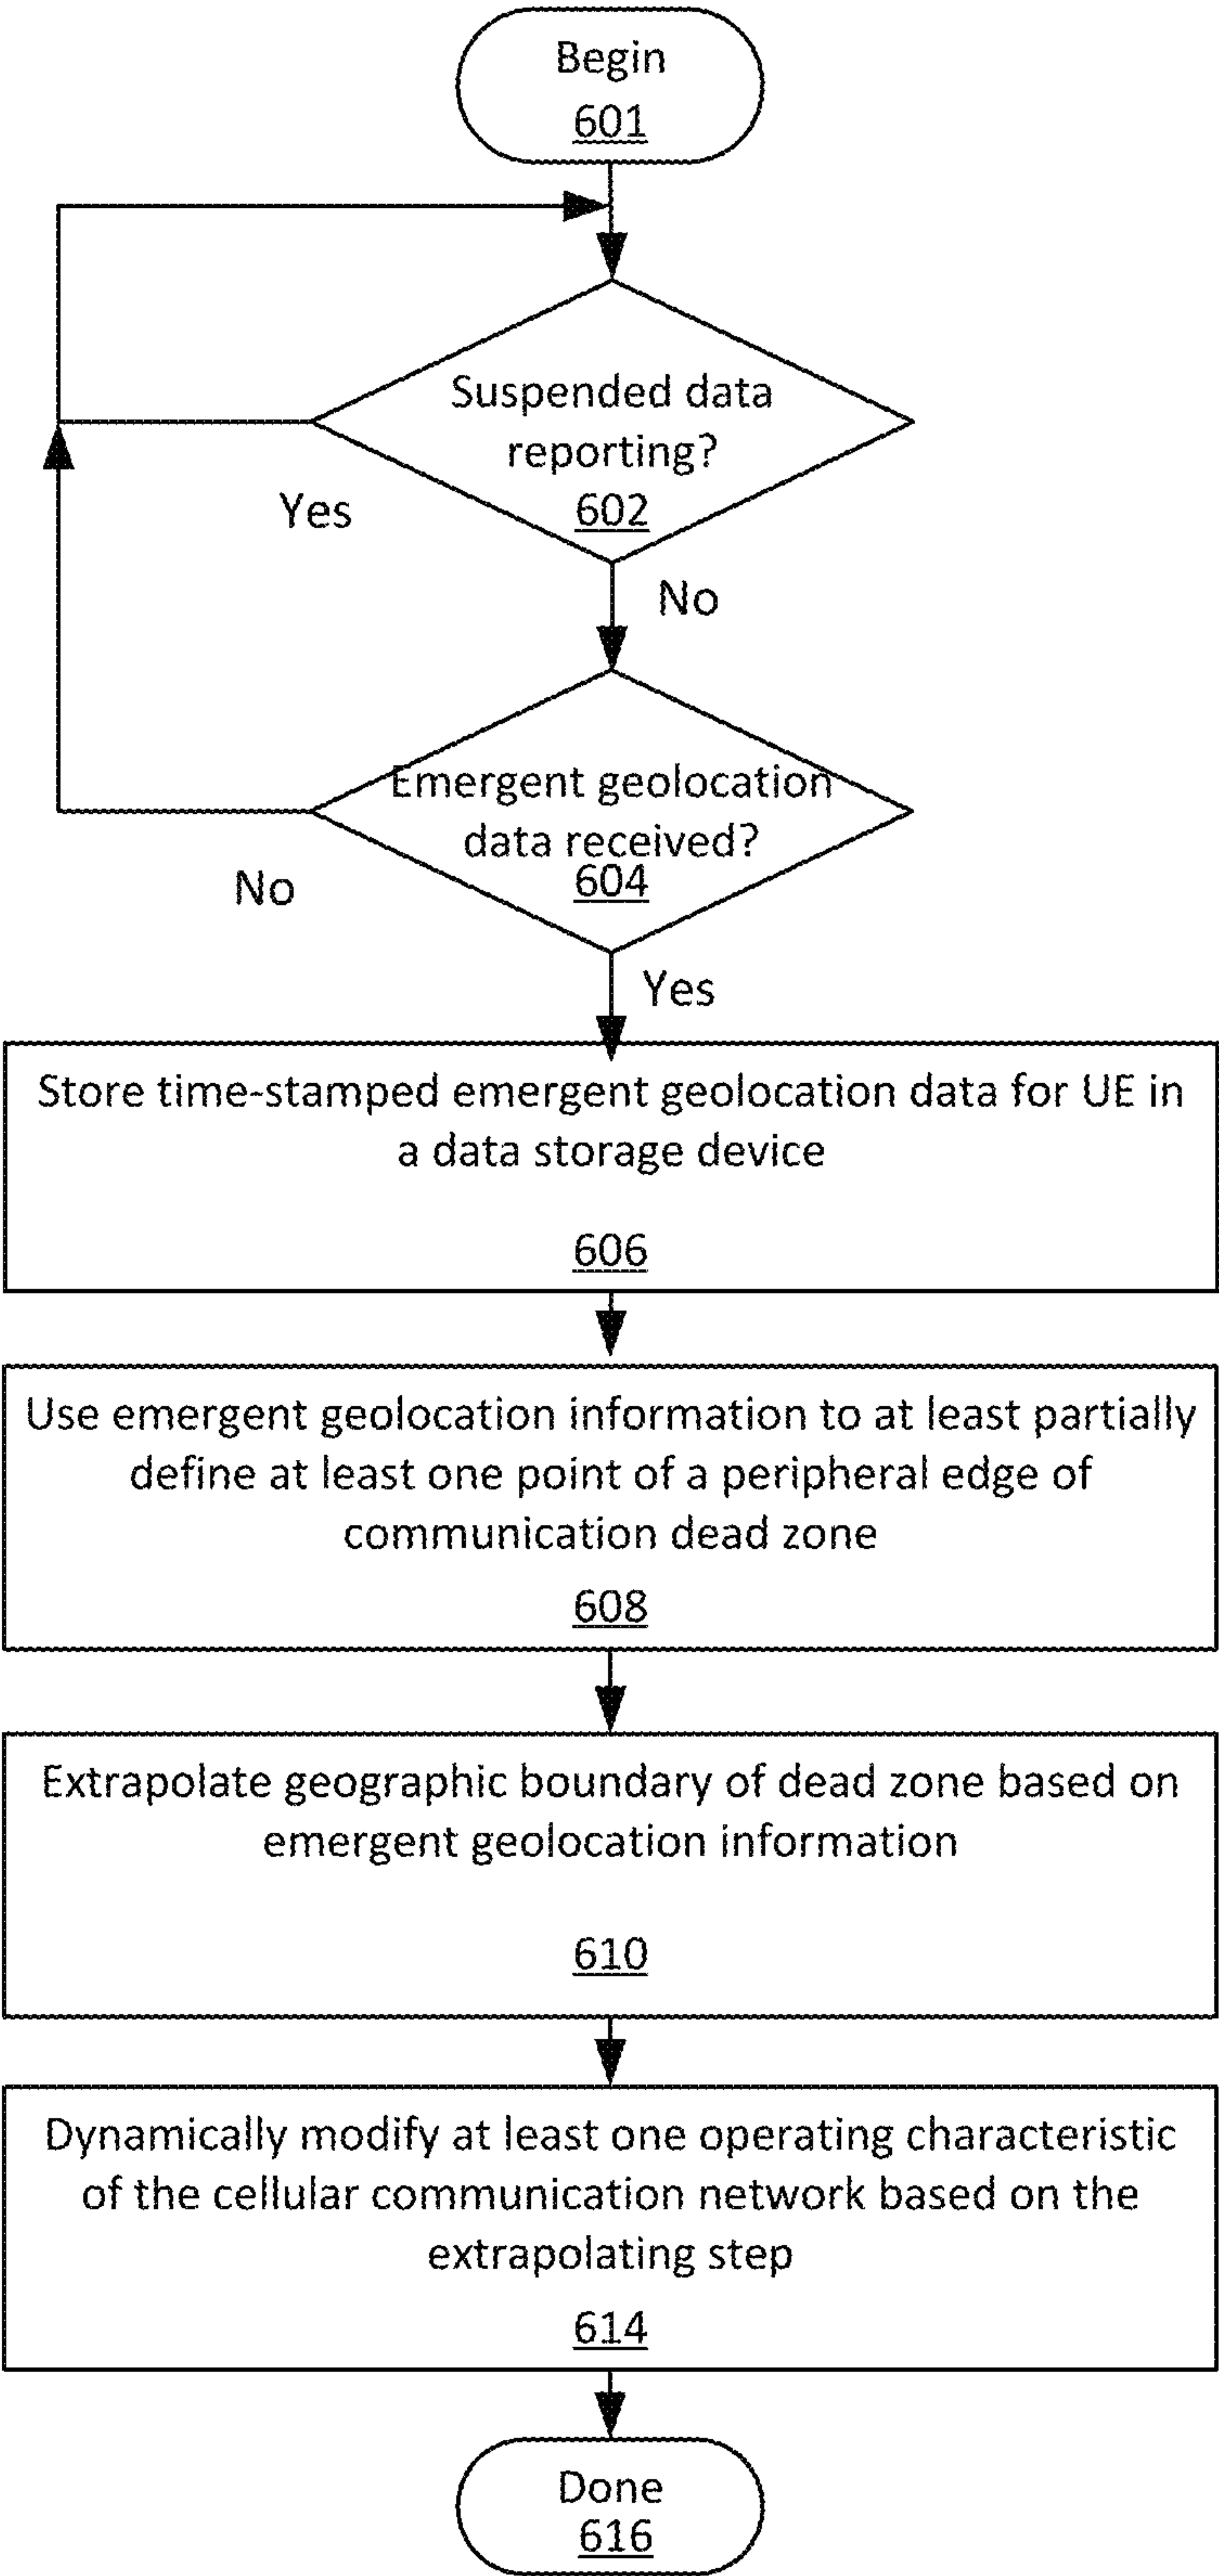 Begin
601
Suspended data
reporting?
602
Yes
No
Emergent geolocation
data received?
604
No
Yes
Store time-stamped emergent geolocation data for UE in
a data storage device
606
Use emergent geolocation information to at least partially
define at least one point of a peripheral edge of
communication dead zone
608
Extrapolate geographic boundary of dead zone based on
emergent geolocation information
610
Dynamically modify at least one operating characteristic
of the cellular communication network based on the
extrapolating step
614
Done
616